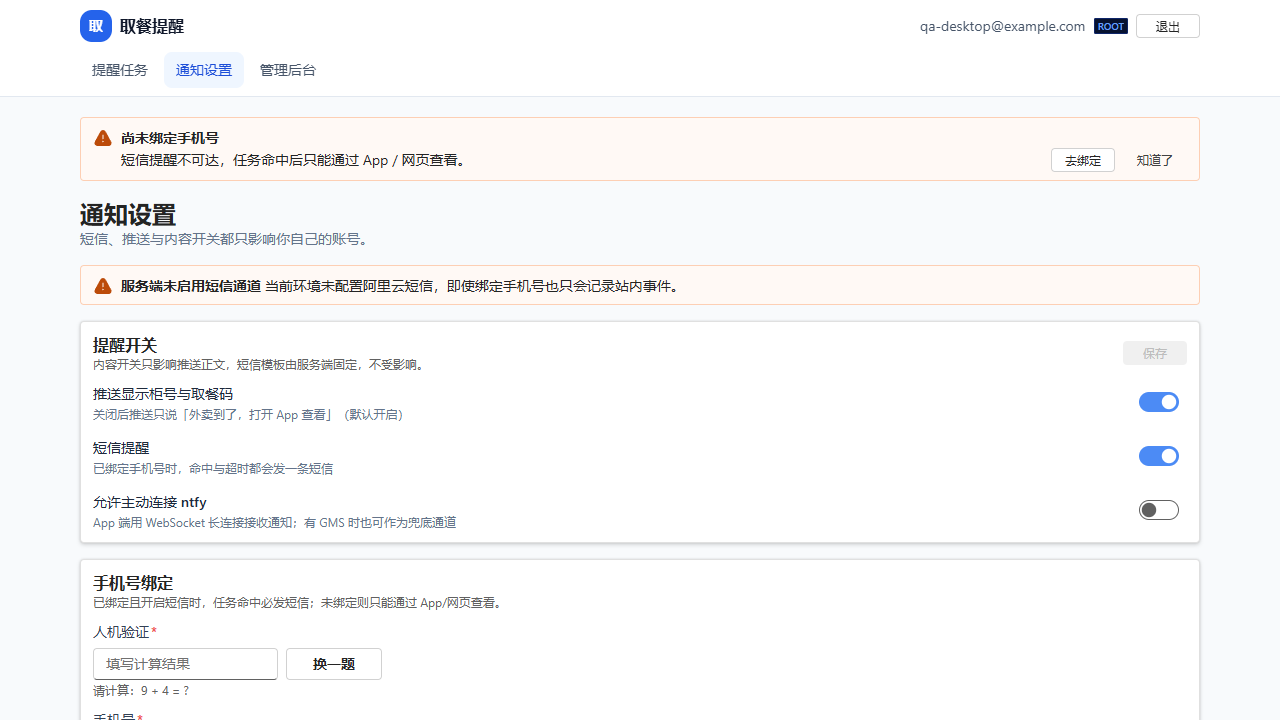 取 取餐提醒
qa-desktop@example.com ROOT 退出
提醒任务 通知设置 管理后台
尚未绑定手机号
短信提醒不可达，任务命中后只能通过 App / 网页查看。
去绑定 知道了
通知设置
短信、推送与内容开关都只影响你自己的账号。
服务端未启用短信通道 当前环境未配置阿里云短信，即使绑定手机号也只会记录站内事件。
提醒开关
内容开关只影响推送正文，短信模板由服务端固定，不受影响。
保存
推送显示柜号与取餐码
关闭后推送只说「外卖到了，打开 App 查看」（默认开启）
短信提醒
已绑定手机号时，命中与超时都会发一条短信
允许主动连接 ntfy
App 端用 WebSocket 长连接接收通知；有 GMS 时也可作为兜底通道
手机号绑定
已绑定且开启短信时，任务命中必发短信；未绑定则只能通过 App/网页查看。
人机验证*
填写计算结果 换一题
请计算：9 + 4 = ?
手机号*